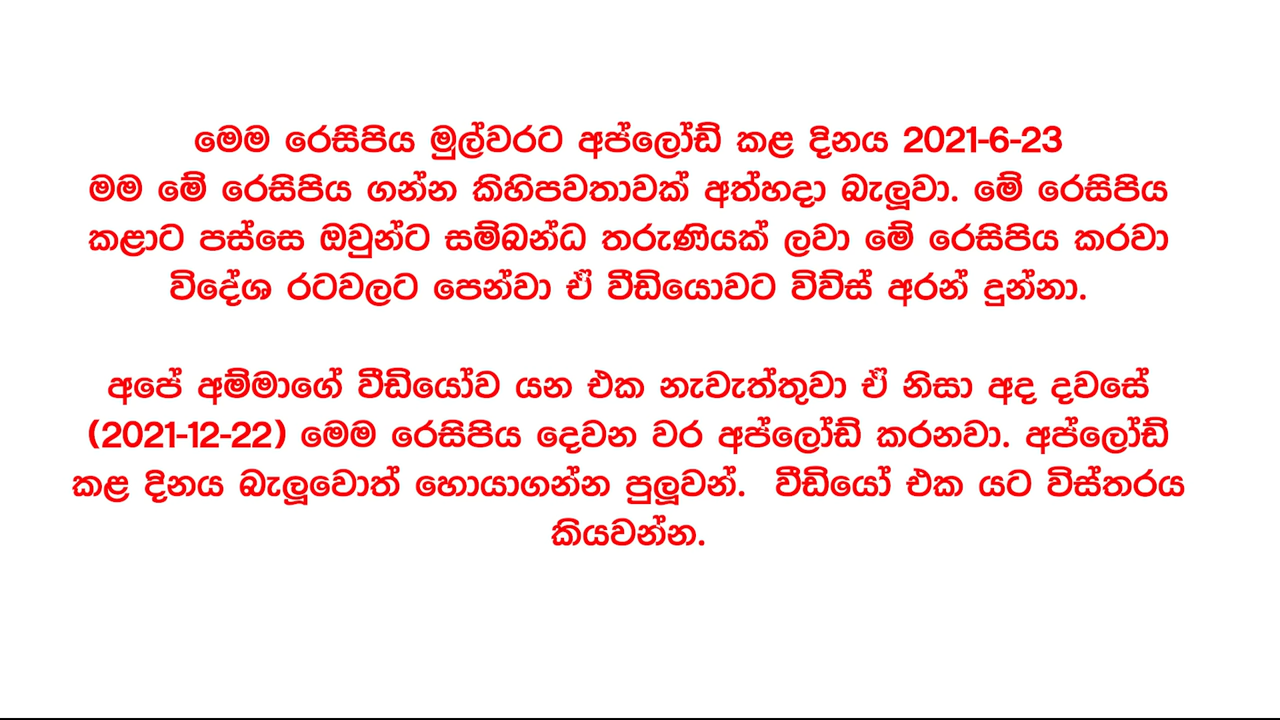 මෙම රෙසිපිය මුල්වරට අප්ලෝඩ් කළ දිනය 2021-6-23
මම මේ රෙසිපිය ගන්න කිහිපවතාවක් අත්හදා බැලූවා. මේ රෙසිපිය
කළාට පස්සෙ ඔවුන්ට සම්බන්ධ තරුණියක් ලවා මේ රෙසිපිය කරවා
විදේශ රටවලට පෙන්වා ඒ වීඩියොවට විව්ස් අරන් දුන්නා.
අපේ අම්මාගේ වීඩියෝව යන එක නැවැත්තුවා ඒ නිසා අද දවසේ
(2021-12-22) මෙම රෙසිපිය දෙවන වර අප්ලෝඩ් කරනවා. අප්ලෝඩ්
කළ දිනය බැලූවොත් හොයාගන්න පුලූවන්. වීඩියෝ එක යට විස්තරය
කියවන්න.